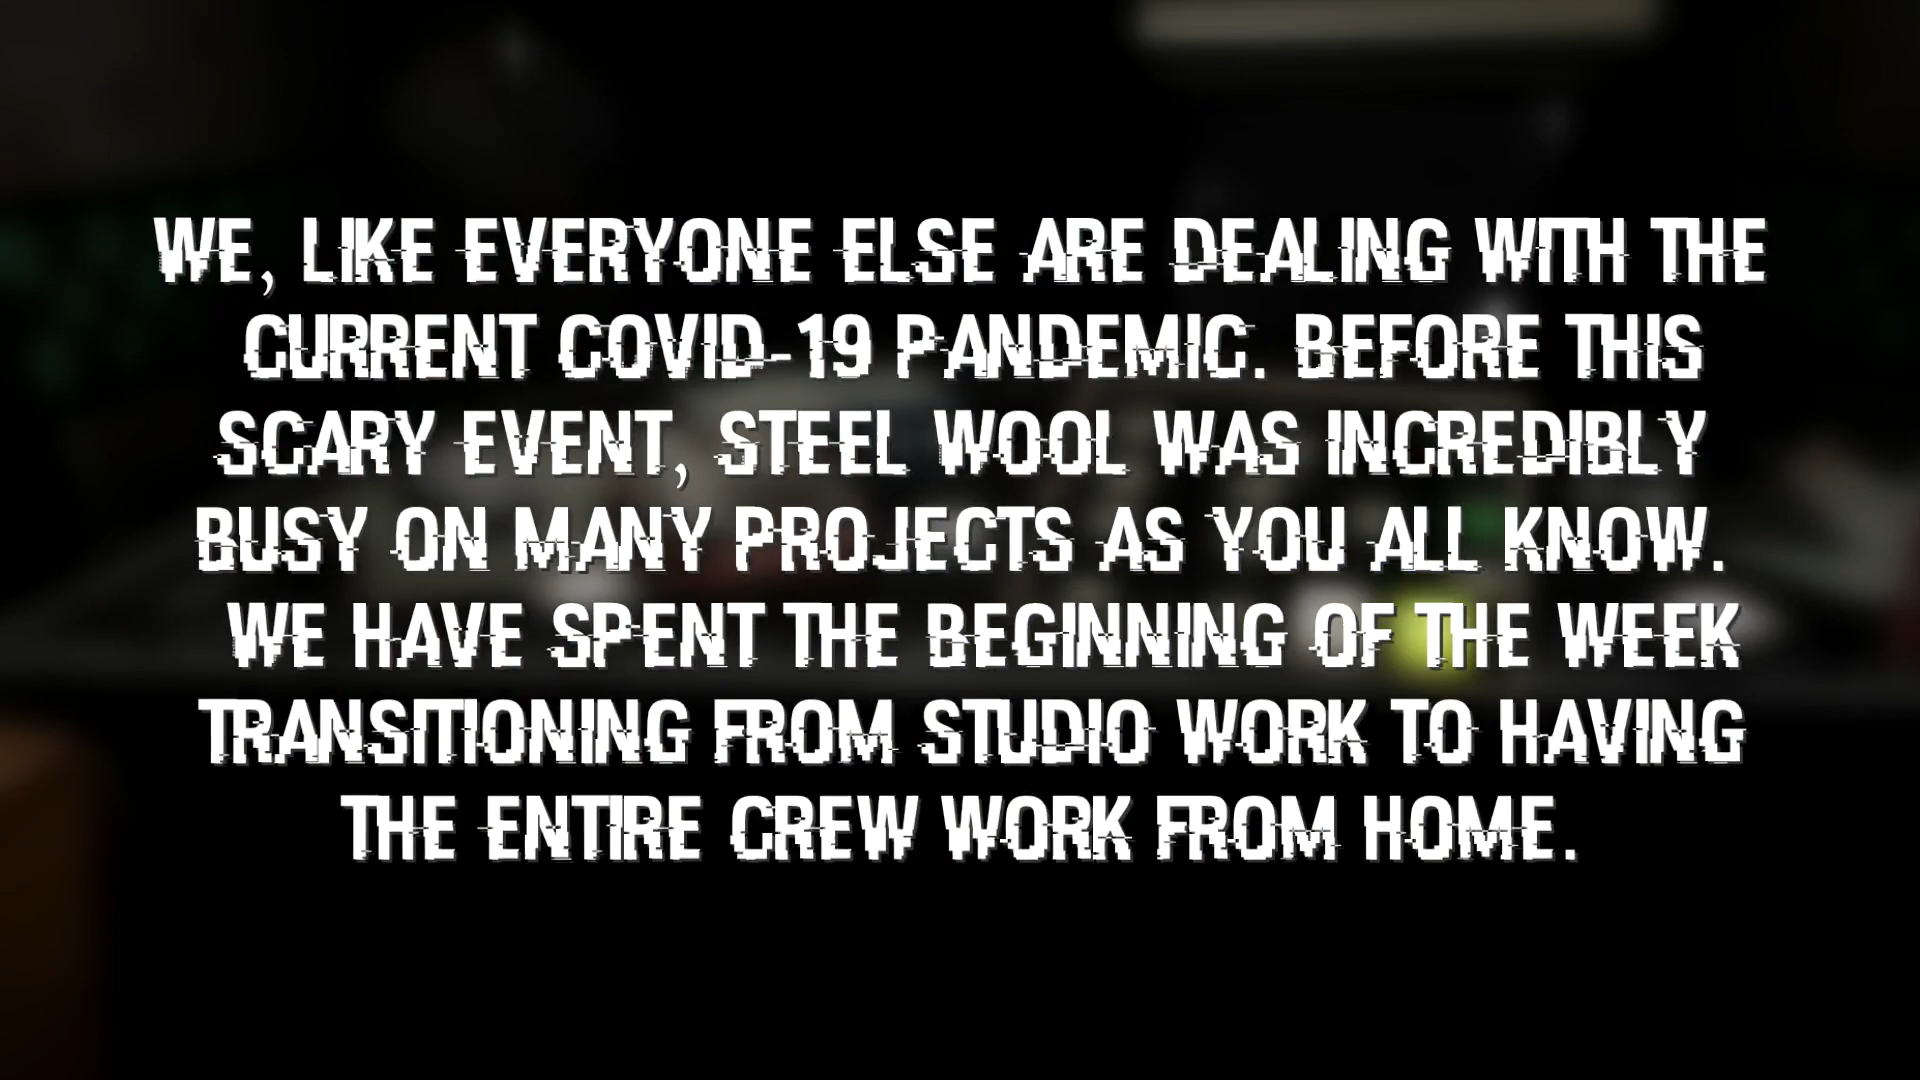 WE, LIKE EVERYONE ELSE ARE DEALING WITH THE
CURRENT COVID-19 PANDEMIC. BEFORE THIS
SCARY EVENT, STEEL WOOL WAS INCREDIBLY
BUSY ON MANY PROJECTS AS YOU ALL KNOW.
WE HAVE SPENT THE BEGINNING OF THE WEEK
TRANSITIONING FROM STUDIO WORK TO HAVING
THE ENTIRE CREW WORK FROM HOME.